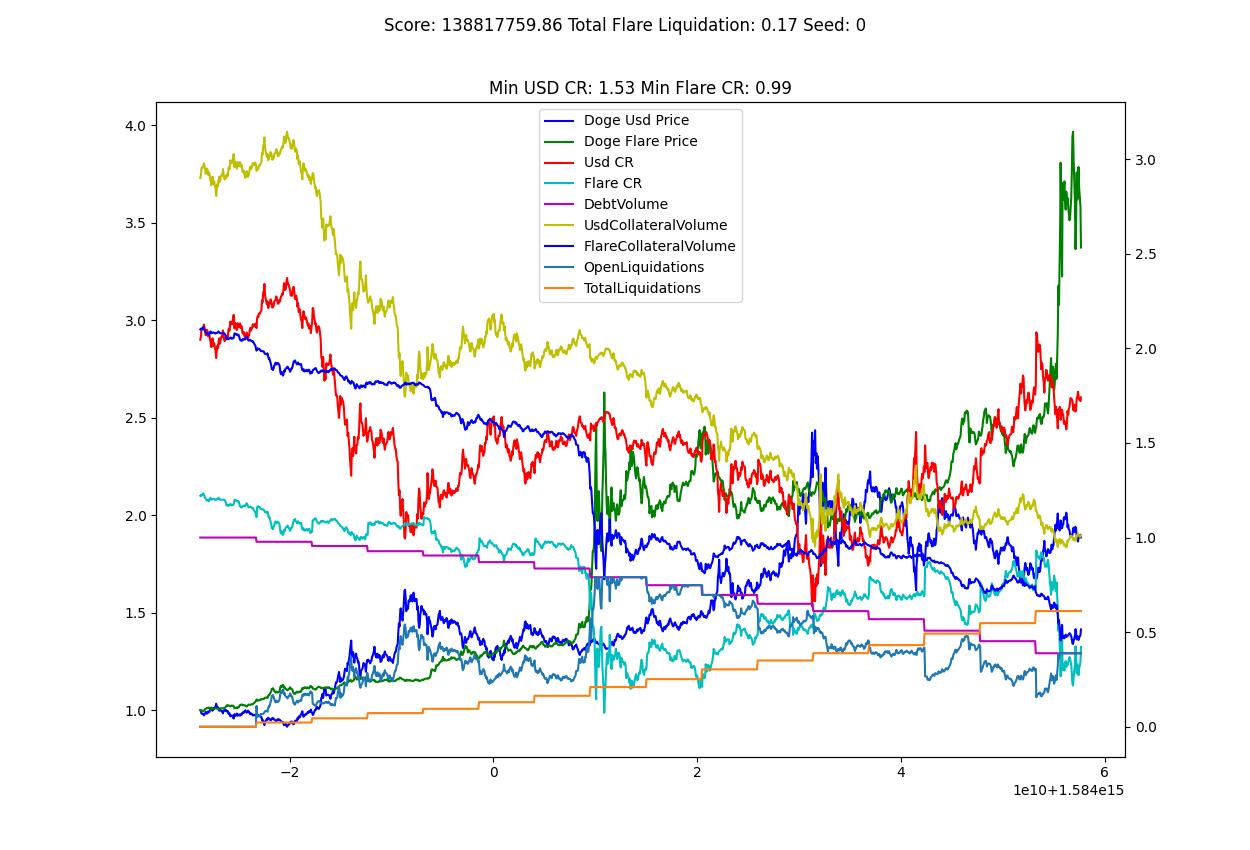 Score: 138817759.86 Total Flare Liquidation: 0.17 Seed: 0
Min USD CR: 1.53 Min Flare CR: 0.99
Doge Usd Price
Doge Flare Price
Usd CR
Flare CR
DebtVolume
UsdCollateralVolume
FlareCollateralVolume
OpenLiquidations
TotalLiquidations
4.0
3.5
3.0
2.5
2.0
1.5
1.0
3.0
2.5
2.0
1.5
1.0
0.5
0.0
−2 0 2 4 6
1e10+1.584e15